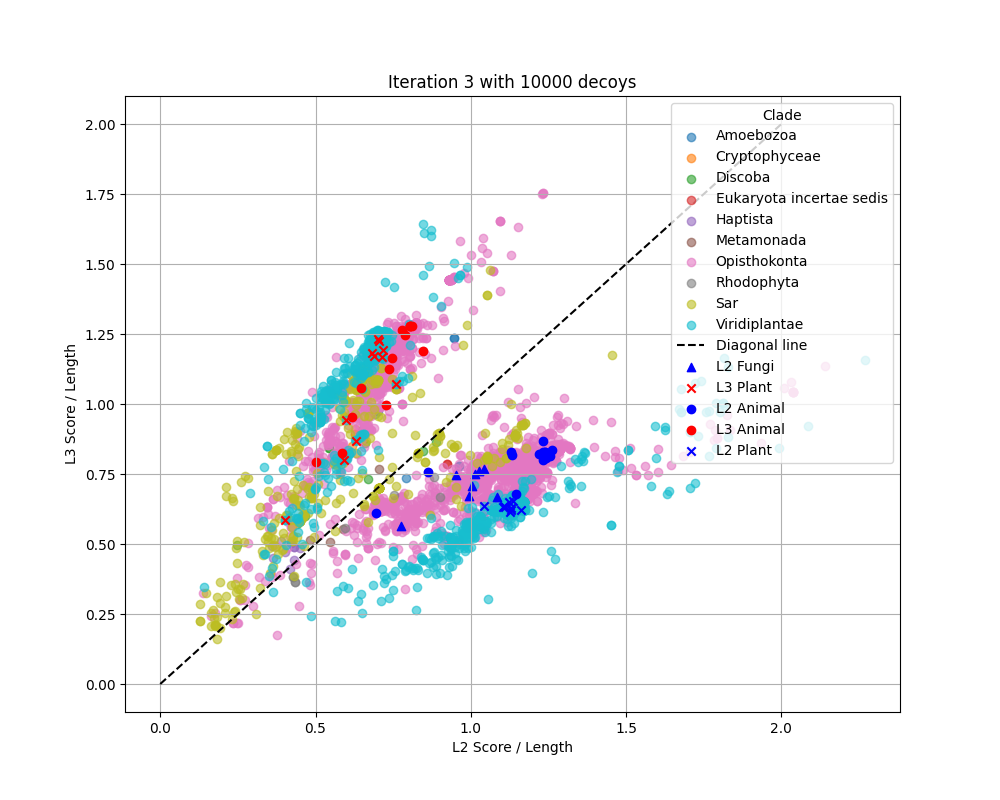 Iteration 3 with 10000 decoys
L3 Score / Length
2.00
1.75
1.50
1.25
1.00
0.75
0.50
0.25
0.00
Clade
Amoebozoa
Cryptophyceae
Discoba
Eukaryota incertae sedis
Haptista
Metamonada
Opisthokonta
Rhodophyta
Sar
Viridiplantae
Diagonal line
L2 Fungi
L3 Plant
L2 Animal
L3 Animal
L2 Plant
0.0 0.5 1.0 1.5 2.0
L2 Score / Length